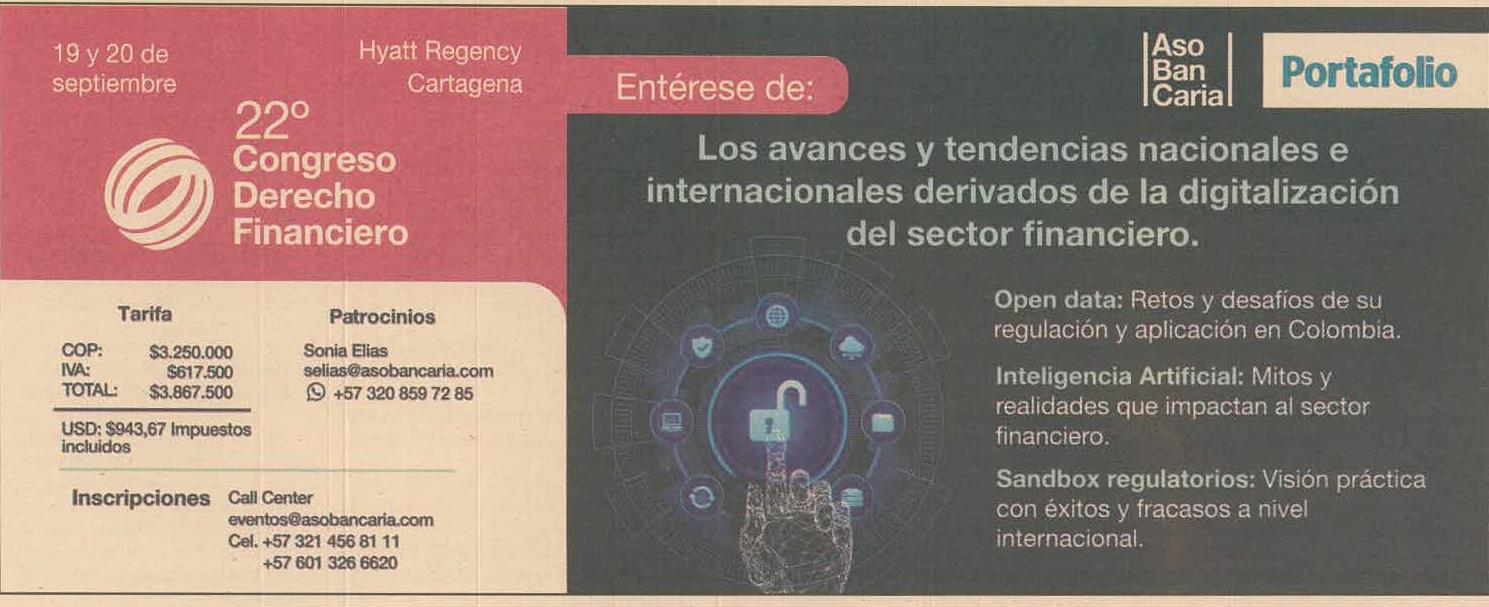 19 y 20 de
septiembre
Hyatt Regency
Cartagena
22º
Congreso
Derecho
Financiero
Tarifa
COP: $3.250.000
IVA: $617.500
TOTAL: $3.867.500
USD: $943,67 Impuestos
incluidos
Patrocinios
Sonia Elias
selias@asobancaria.com
+57 320 859 72 85
Inscripciones
Call Center
eventos@asobancaria.com
Cel. +57 321 456 81 11
+57 601 326 6620
Entérese de:
Aso
Ban
Caria
Portafolio
Los avances y tendencias nacionales e
internacionales derivados de la digitalización
del sector financiero.
Open data: Retos y desafíos de su
regulación y aplicación en Colombia.
Inteligencia Artificial: Mitos y
realidades que impactan al sector
financiero.
Sandbox regulatorios: Visión práctica
con éxitos y fracasos a nivel
internacional.